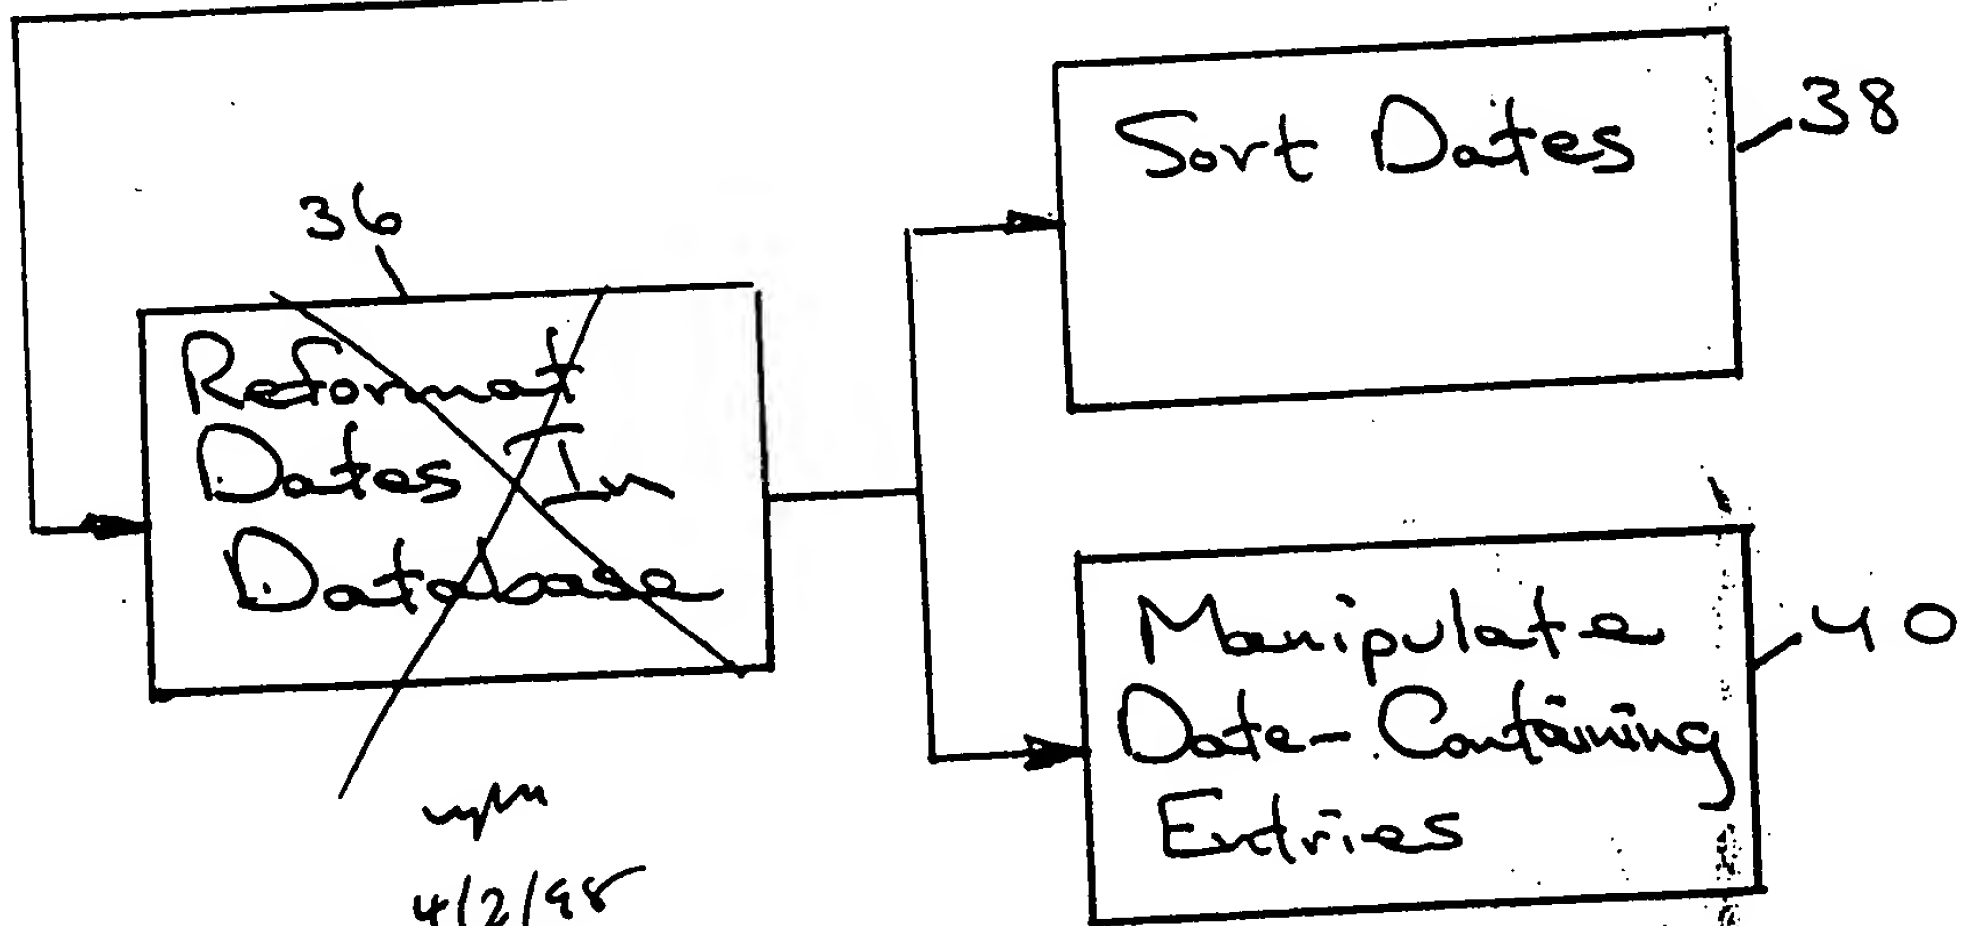 36
Reformat
Dates In
Database
4/2/98
Sort Dates
38
Manipulate
Date-Containing
Entries
40